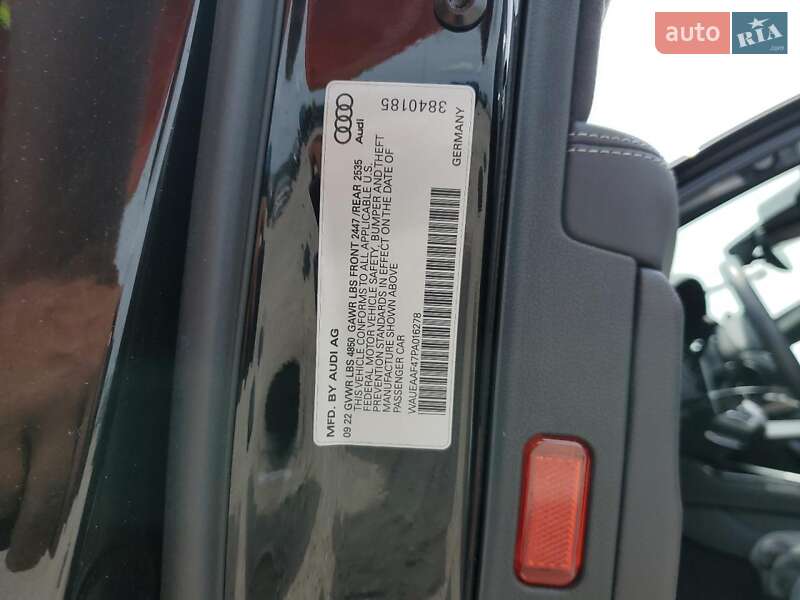 auto RIA
.com
Audi
3840185
MFD. BY AUDI AG
GERMANY
09 22 GVWR LBS 4860 GAWR LBS FRONT 2447 /REAR 2535
THIS VEHICLE CONFORMS TO ALL APPLICABLE U.S.
FEDERAL MOTOR VEHICLE SAFETY, BUMPER AND THEFT
PREVENTION STANDARDS IN EFFECT ON THE DATE OF
MANUFACTURE SHOWN ABOVE
PASSENGER CAR
WAUEAAF47PA016278